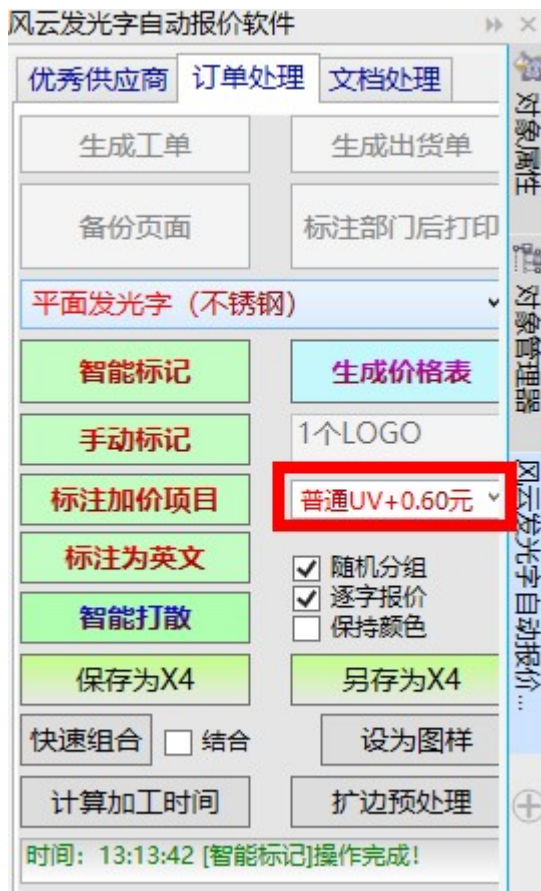 风云发光字自动报价软件
优秀供应商 订单处理 文档处理
生成工单 生成出货单
备份页面 标注部门后打印
平面发光字（不锈钢）
智能标记 生成价格表
手动标记 1个LOGO
标注加价项目 普通UV+0.60元
标注为英文 随机分组
逐字报价
智能打散 保持颜色
保存为X4 另存为X4
快速组合 结合 设为图样
计算加工时间 扩边预处理
时间：13:13:42 [智能标记]操作完成！
对象属性
对象管理器
风云发光字自动报价...